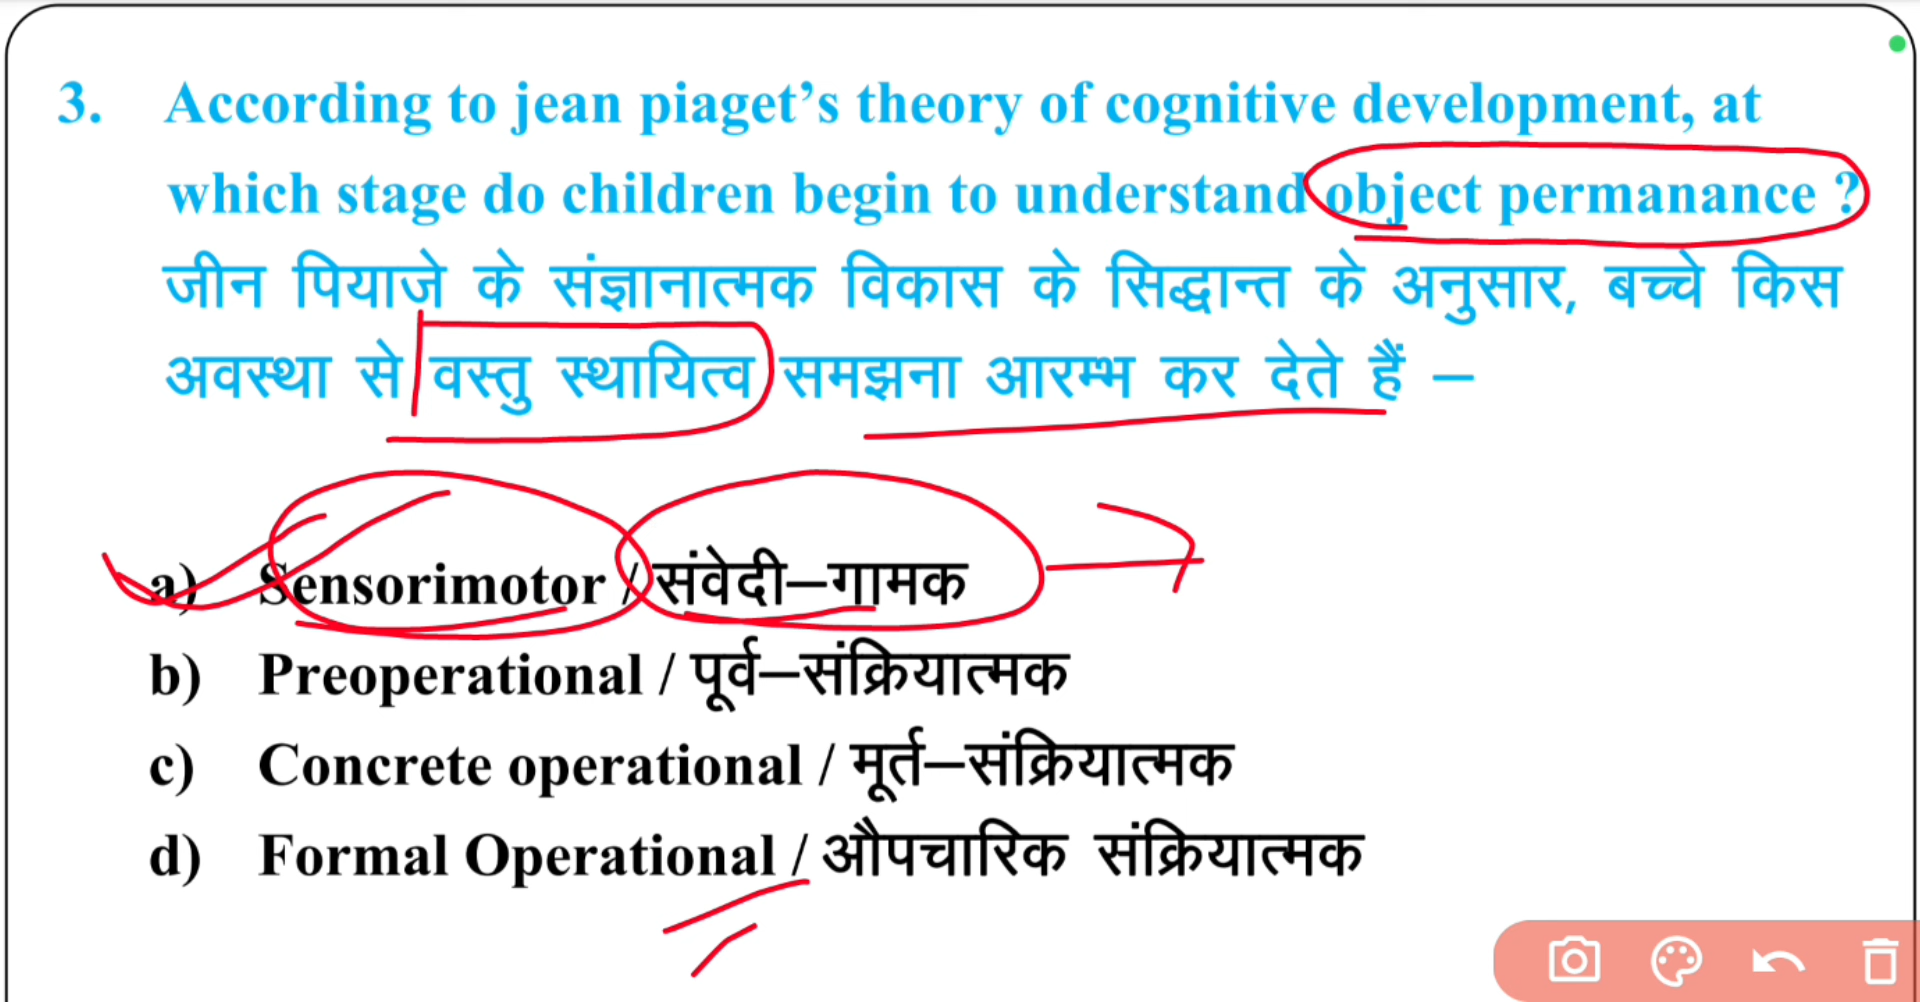 3. According to jean piaget’s theory of cognitive development, at
which stage do children begin to understand object permanance ?
जीन पियाजे के संज्ञानात्मक विकास के सिद्धान्त के अनुसार, बच्चे किस
अवस्था से वस्तु स्थायित्व समझना आरम्भ कर देते हैं –
a) Sensorimotor / संवेदी–गामक
b) Preoperational / पूर्व–संक्रियात्मक
c) Concrete operational / मूर्त–संक्रियात्मक
d) Formal Operational / औपचारिक संक्रियात्मक